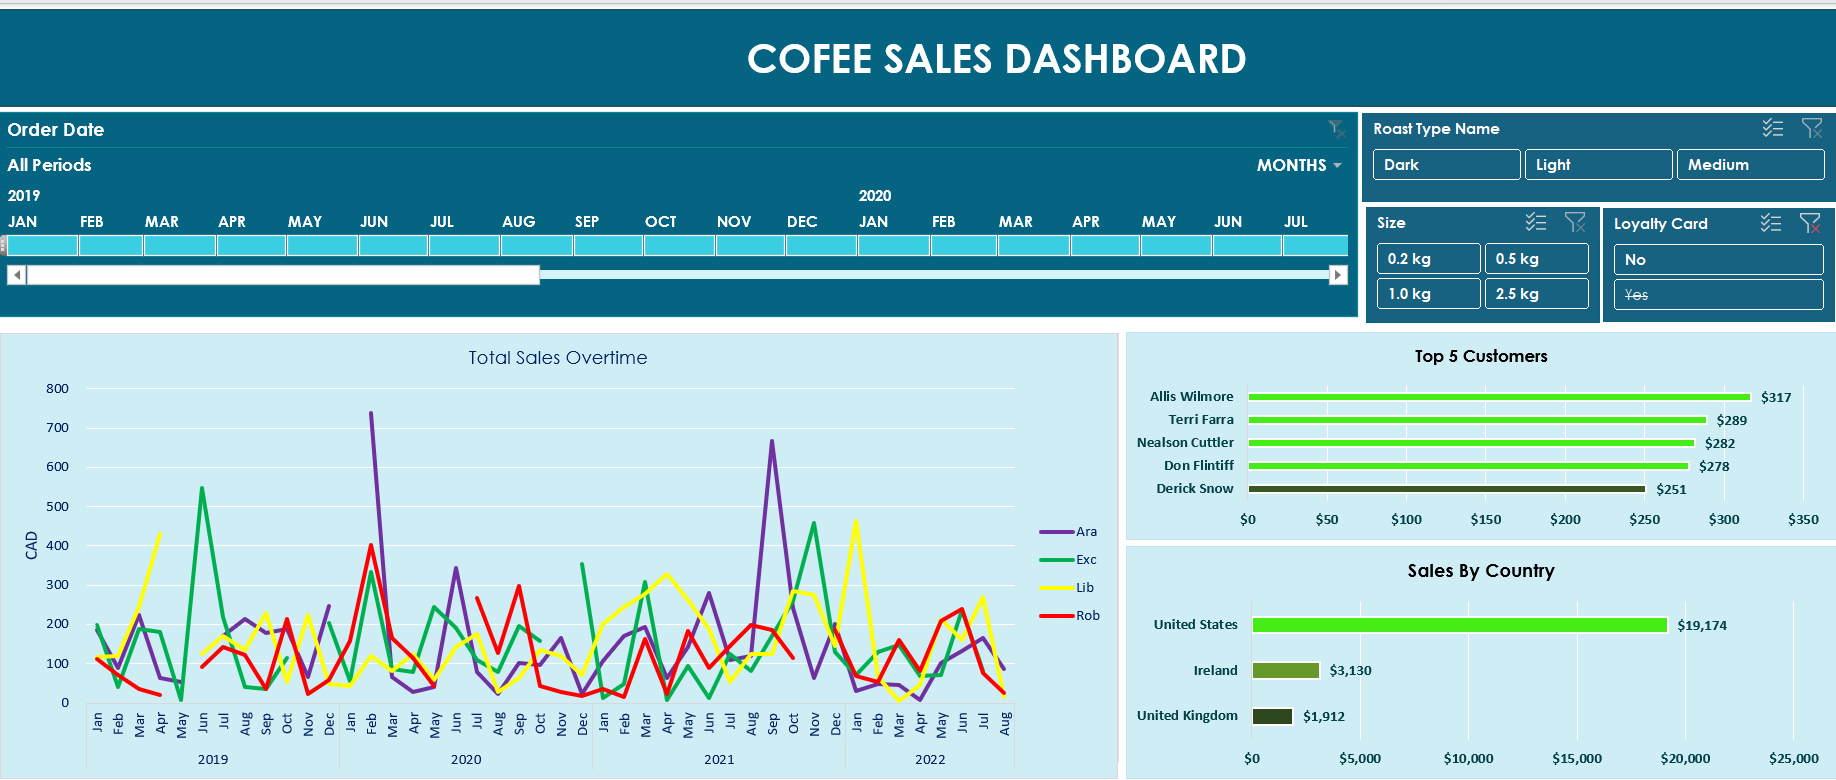 COFEE SALES DASHBOARD
Order Date
All Periods
MONTHS
2019 2020
JAN FEB MAR APR MAY JUN JUL AUG SEP OCT NOV DEC JAN FEB MAR APR MAY JUN JUL
Roast Type Name
Dark Light Medium
Size
0.2 kg 0.5 kg
1.0 kg 2.5 kg
Loyalty Card
No
Yes
Total Sales Overtime
800
700
600
500
400
300
200
100
0
CAD
Jan Feb Mar Apr May Jun Jul Aug Sep Oct Nov Dec Jan Feb Mar Apr May Jun Jul Aug Sep Oct Nov Dec Jan Feb Mar Apr May Jun Jul Aug Sep Oct Nov Dec Jan Feb Mar Apr May Jun Jul Aug
2019 2020 2021 2022
Ara
Exc
Lib
Rob
Top 5 Customers
Allis Wilmore $317
Terri Farra $289
Nealson Cuttler $282
Don Flintiff $278
Derick Snow $251
$0 $50 $100 $150 $200 $250 $300 $350
Sales By Country
United States $19,174
Ireland $3,130
United Kingdom $1,912
$0 $5,000 $10,000 $15,000 $20,000 $25,000